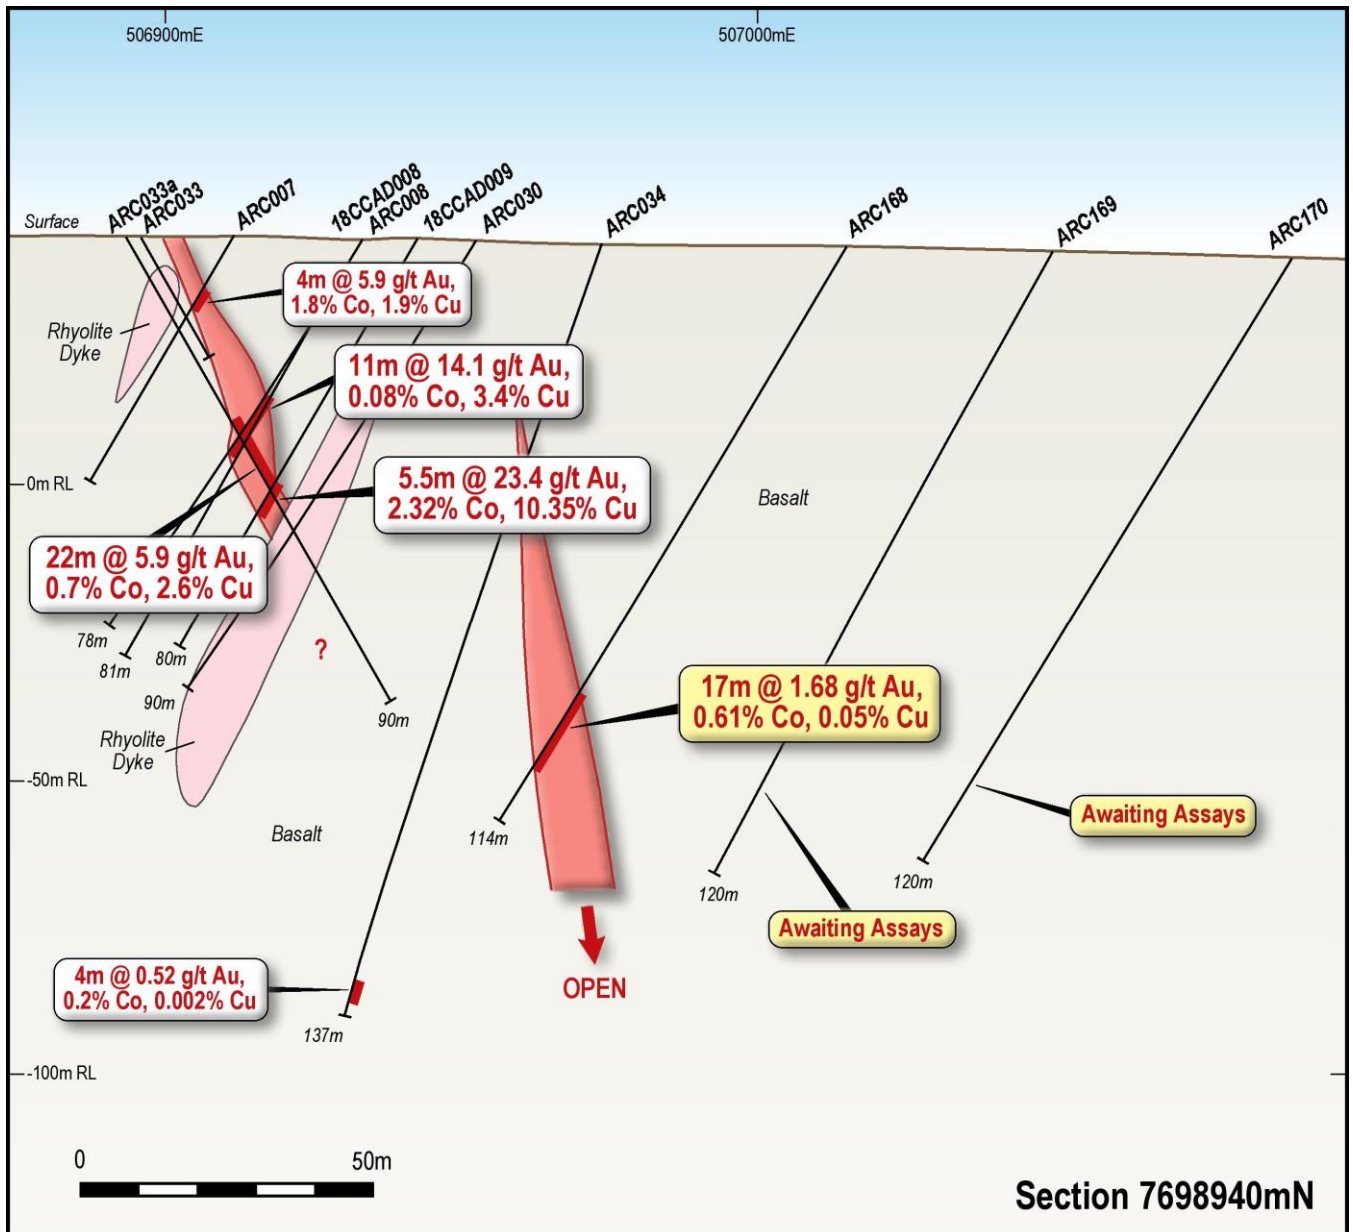 506900mE
507000mE
Surface
ARC033a
ARC033
ARC007
18CCAD008
ARC008
18CCAD009
ARC030
ARC034
ARC168
ARC169
ARC170
4m @ 5.9 g/t Au,
1.8% Co, 1.9% Cu
Rhyolite
Dyke
11m @ 14.1 g/t Au,
0.08% Co, 3.4% Cu
0m RL
5.5m @ 23.4 g/t Au,
2.32% Co, 10.35% Cu
Basalt
22m @ 5.9 g/t Au,
0.7% Co, 2.6% Cu
78m
81m
80m
90m
?
90m
17m @ 1.68 g/t Au,
0.61% Co, 0.05% Cu
Rhyolite
Dyke
-50m RL
Basalt
114m
Awaiting Assays
120m
120m
Awaiting Assays
4m @ 0.52 g/t Au,
0.2% Co, 0.002% Cu
OPEN
137m
-100m RL
0
50m
Section 7698940mN